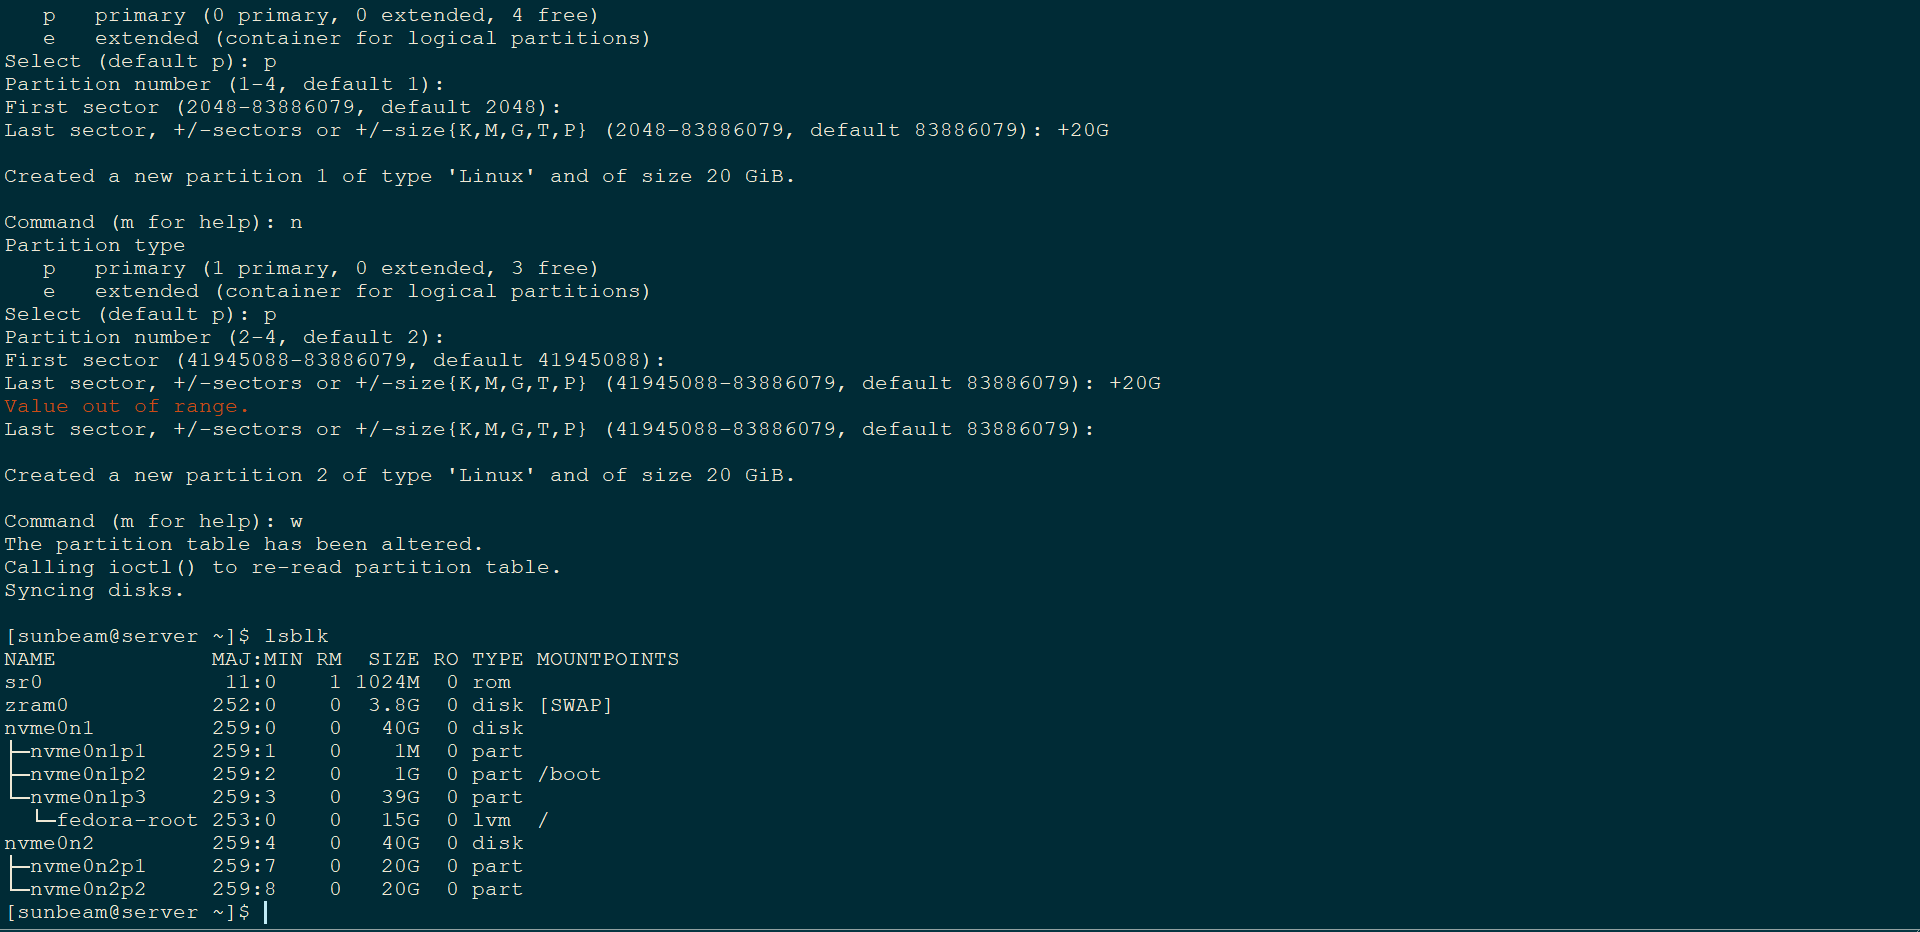 p   primary (0 primary, 0 extended, 4 free)
   e   extended (container for logical partitions)
Select (default p): p
Partition number (1-4, default 1):
First sector (2048-83886079, default 2048):
Last sector, +/-sectors or +/-size{K,M,G,T,P} (2048-83886079, default 83886079): +20G

Created a new partition 1 of type 'Linux' and of size 20 GiB.

Command (m for help): n
Partition type
   p   primary (1 primary, 0 extended, 3 free)
   e   extended (container for logical partitions)
Select (default p): p
Partition number (2-4, default 2):
First sector (41945088-83886079, default 41945088):
Last sector, +/-sectors or +/-size{K,M,G,T,P} (41945088-83886079, default 83886079): +20G
Value out of range.
Last sector, +/-sectors or +/-size{K,M,G,T,P} (41945088-83886079, default 83886079):

Created a new partition 2 of type 'Linux' and of size 20 GiB.

Command (m for help): w
The partition table has been altered.
Calling ioctl() to re-read partition table.
Syncing disks.

[sunbeam@server ~]$ lsblk
NAME            MAJ:MIN RM  SIZE RO TYPE MOUNTPOINTS
sr0              11:0    1 1024M  0 rom
zram0           252:0    0  3.8G  0 disk [SWAP]
nvme0n1         259:0    0   40G  0 disk
├─nvme0n1p1     259:1    0    1M  0 part
├─nvme0n1p2     259:2    0    1G  0 part /boot
└─nvme0n1p3     259:3    0   39G  0 part
  └─fedora-root 253:0    0   15G  0 lvm  /
nvme0n2         259:4    0   40G  0 disk
├─nvme0n2p1     259:7    0   20G  0 part
└─nvme0n2p2     259:8    0   20G  0 part
[sunbeam@server ~]$